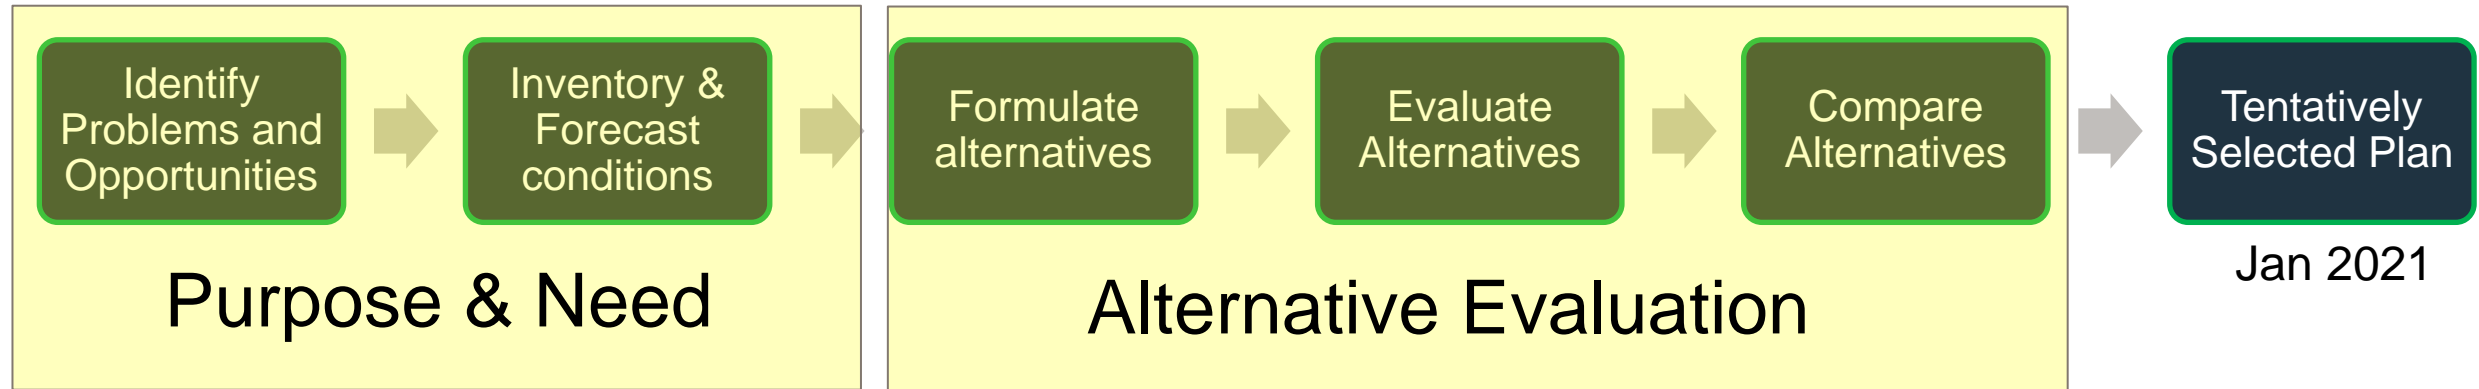 Identify
Problems and
Opportunities
Inventory &
Forecast
conditions
Formulate
alternatives
Evaluate
Alternatives
Compare
Alternatives
Tentatively
Selected Plan
Purpose & Need
Alternative Evaluation
Jan 2021